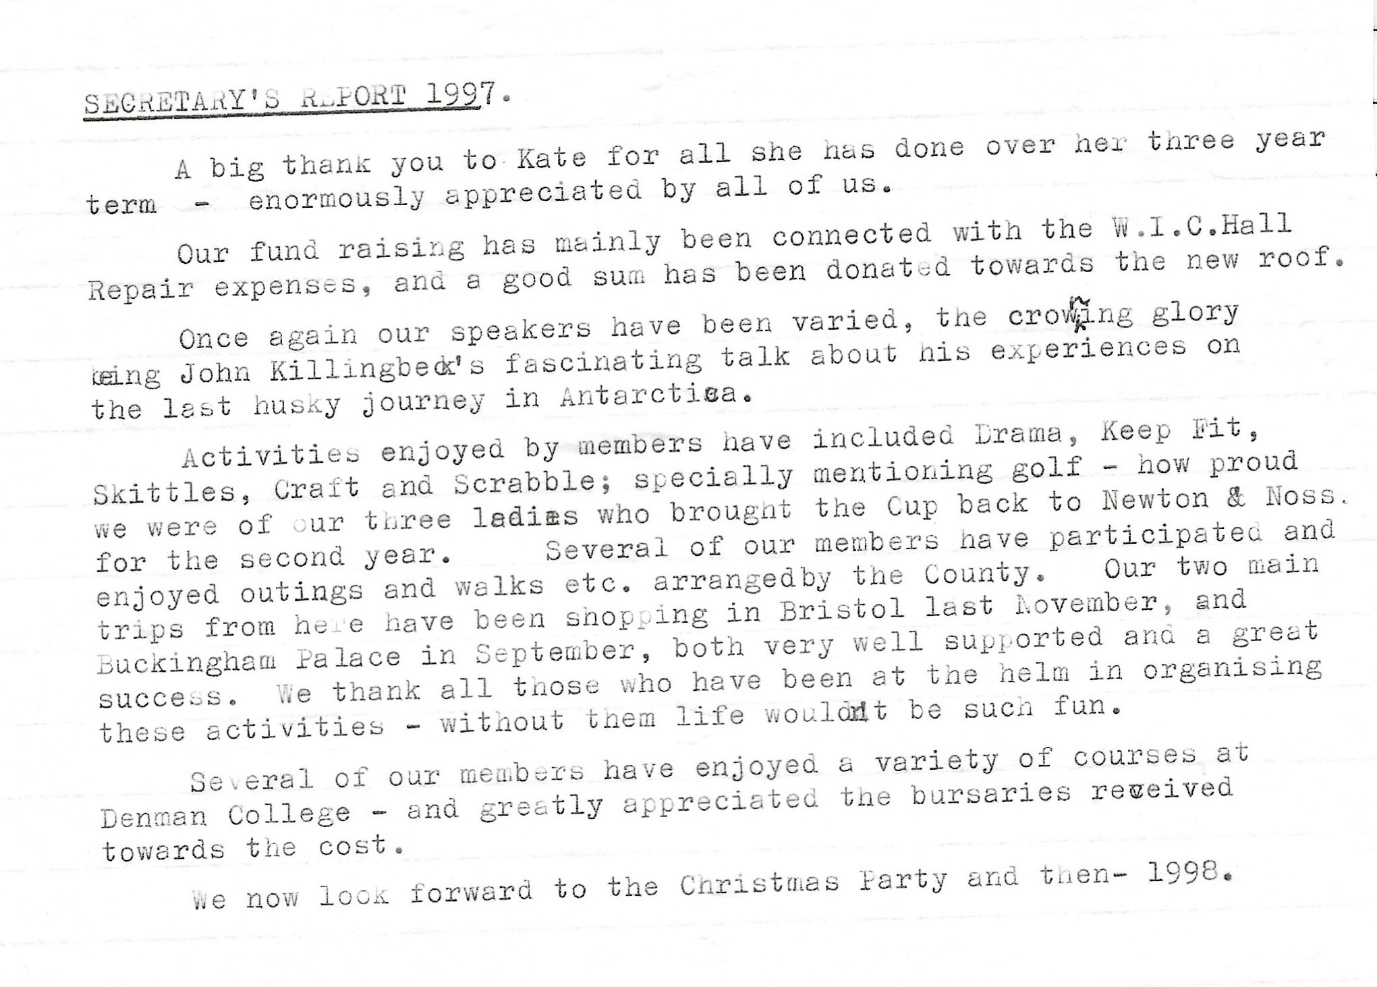 SECRETARY'S REPORT 1997.
A big thank you to Kate for all she has done over her three year
term - enormously appreciated by all of us.
Our fund raising has mainly been connected with the W.I.C.Hall
Repair expenses, and a good sum has been donated towards the new roof.
Once again our speakers have been varied, the crowning glory
being John Killingbeck's fascinating talk about his experiences on
the last husky journey in Antarctica.
Activities enjoyed by members have included Drama, Keep Fit,
Skittles, Craft and Scrabble; specially mentioning golf - how proud
we were of our three ladies who brought the Cup back to Newton & Noss.
for the second year. Several of our members have participated and
enjoyed outings and walks etc. arrangedby the County. Our two main
trips from here have been shopping in Bristol last November, and
Buckingham Palace in September, both very well supported and a great
success. We thank all those who have been at the helm in organising
these activities - without them life wouldn't be such fun.
Several of our members have enjoyed a variety of courses at
Denman College - and greatly appreciated the bursaries received
towards the cost.
We now look forward to the Christmas Party and then- 1998.